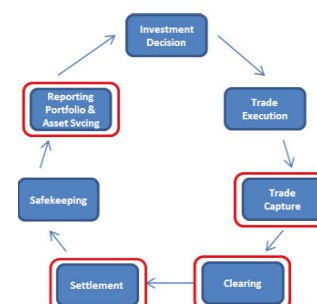 Investment
Decision
Trade
Execution
Trade
Capture
Clearing
Settlement
Safekeeping
Reporting
Portfolio &
Asset Svcing